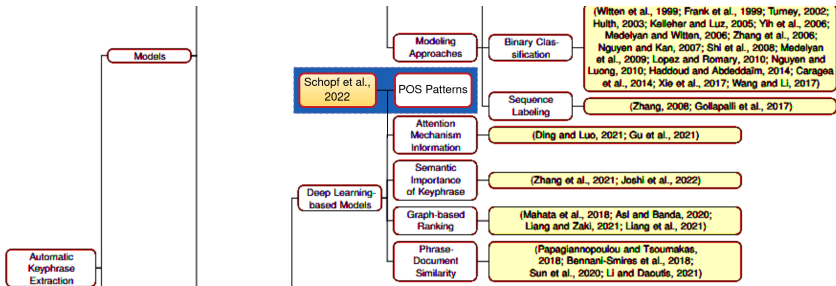 Models
Modeling
Approaches
Binary Clas-
sification
(Witten et al., 1999; Frank et al., 1999; Turney, 2002;
Hulth, 2003; Kelleher and Luz, 2005; Yih et al., 2006;
Medelyan and Witten, 2006; Zhang et al., 2006;
Nguyen and Kan, 2007; Shi et al., 2008; Medelyan
et al., 2009; Lopez and Romary, 2010; Nguyen and
Luong, 2010; Haddoud and Abdeddaïm, 2014; Caragea
et al., 2014; Xie et al., 2017; Wang and Li, 2017)
Schopf et al.,
2022
POS Patterns
Sequence
Labeling
(Zhang, 2008; Gollapalli et al., 2017)
Attention
Mechanism
Information
(Ding and Luo, 2021; Gu et al., 2021)
Semantic
Importance
of Keyphrase
(Zhang et al., 2021; Joshi et al., 2022)
Deep Learning-
based Models
Graph-based
Ranking
(Mahata et al., 2018; Asl and Banda, 2020;
Liang and Zaki, 2021; Liang et al., 2021)
Phrase-
Document
Similarity
(Papagiannopoulou and Tsoumakas,
2018; Bennani-Smires et al., 2018;
Sun et al., 2020; Li and Daoutis, 2021)
Automatic
Keyphrase
Extraction